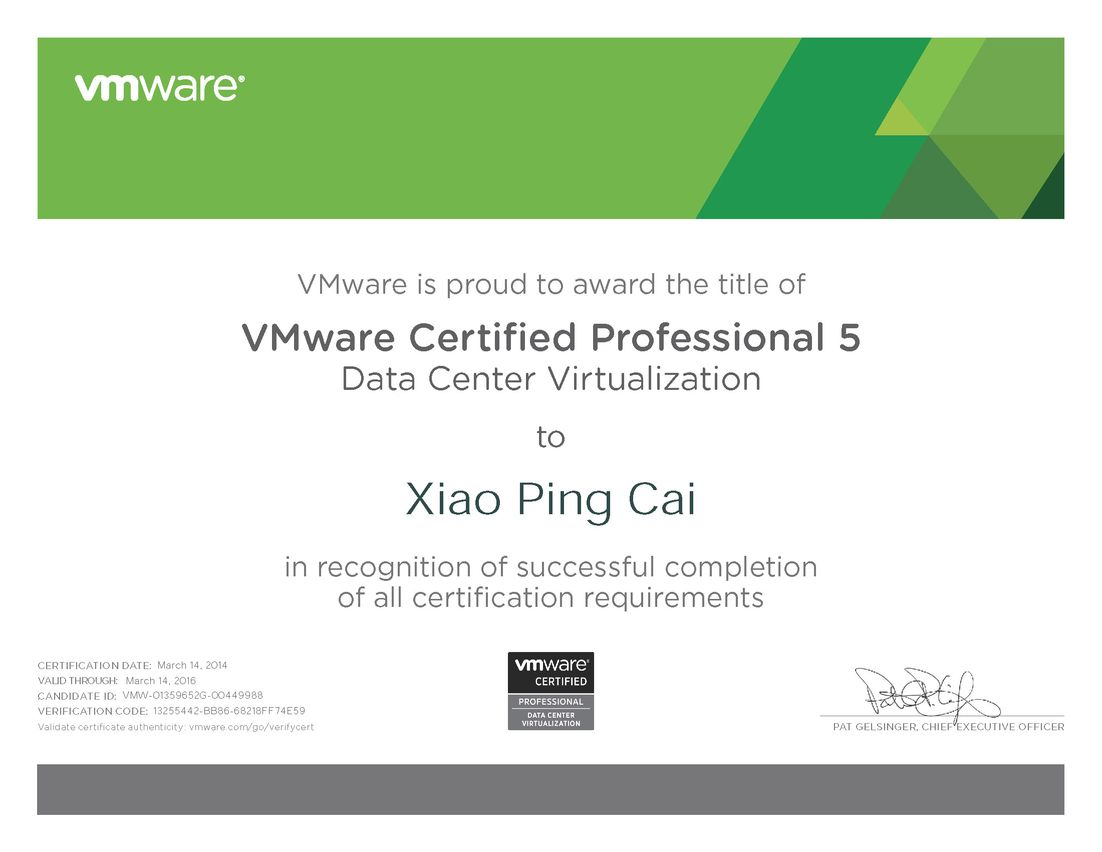 vmware®
VMware is proud to award the title of
VMware Certified Professional 5
Data Center Virtualization
to
Xiao Ping Cai
in recognition of successful completion
of all certification requirements
CERTIFICATION DATE: March 14, 2014
VALID THROUGH: March 14, 2016
CANDIDATE ID: VMW-01359652G-00449988
VERIFICATION CODE: 13255442-BB86-68218FF74E59
Validate certificate authenticity: vmware.com/go/verifycert
vmware®
CERTIFIED
PROFESSIONAL
DATA CENTER
VIRTUALIZATION
PAT GELSINGER, CHIEF EXECUTIVE OFFICER